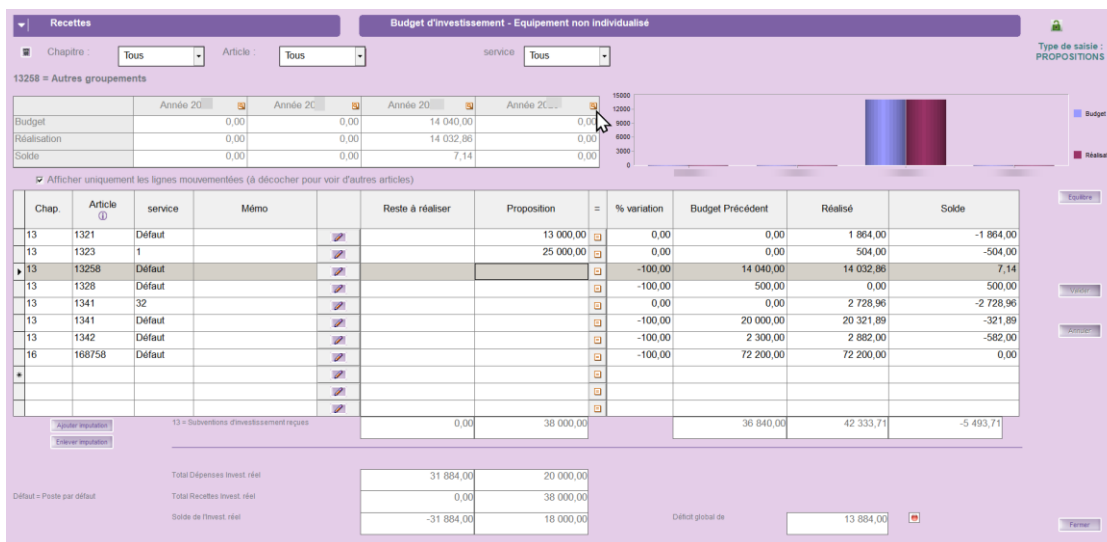 Recettes Budget d'investissement - Equipement non individualisé
Chapitre : Tous Article : Tous service Tous
Type de saisie :
PROPOSITIONS
13258 = Autres groupements
Année 20 Année 20 Année 20 Année 20
Budget 0,00 0,00 14 040,00 0,00
Réalisation 0,00 0,00 14 032,86 0,00
Solde 0,00 0,00 7,14 0,00
15000
12000
9000
6000
3000
0
Budget
Réalisat
Afficher uniquement les lignes mouvementées (à décocher pour voir d'autres articles)
Chap. Article service Mémo Reste à réaliser Proposition = % variation Budget Précédent Réalisé Solde
Equilibre
13 1321 Défaut 13 000,00 0,00 0,00 1 864,00 -1 864,00
13 1323 1 25 000,00 0,00 0,00 504,00 -504,00
13 13258 Défaut -100,00 14 040,00 14 032,86 7,14
13 1328 Défaut -100,00 500,00 0,00 500,00
Valider
13 1341 32 0,00 0,00 2 728,96 -2 728,96
13 1341 Défaut -100,00 20 000,00 20 321,89 -321,89
Annuler
13 1342 Défaut -100,00 2 300,00 2 882,00 -582,00
16 168758 Défaut -100,00 72 200,00 72 200,00 0,00
Ajouter imputation 13 = Subventions d'investissement reçues 0,00 38 000,00 36 840,00 42 333,71 -5 493,71
Enlever imputation
Total Dépenses Invest. réel 31 884,00 20 000,00
Défaut = Poste par défaut Total Recettes Invest. réel 0,00 38 000,00
Solde de l'Invest. réel -31 884,00 18 000,00 Déficit global de 13 884,00
Fermer